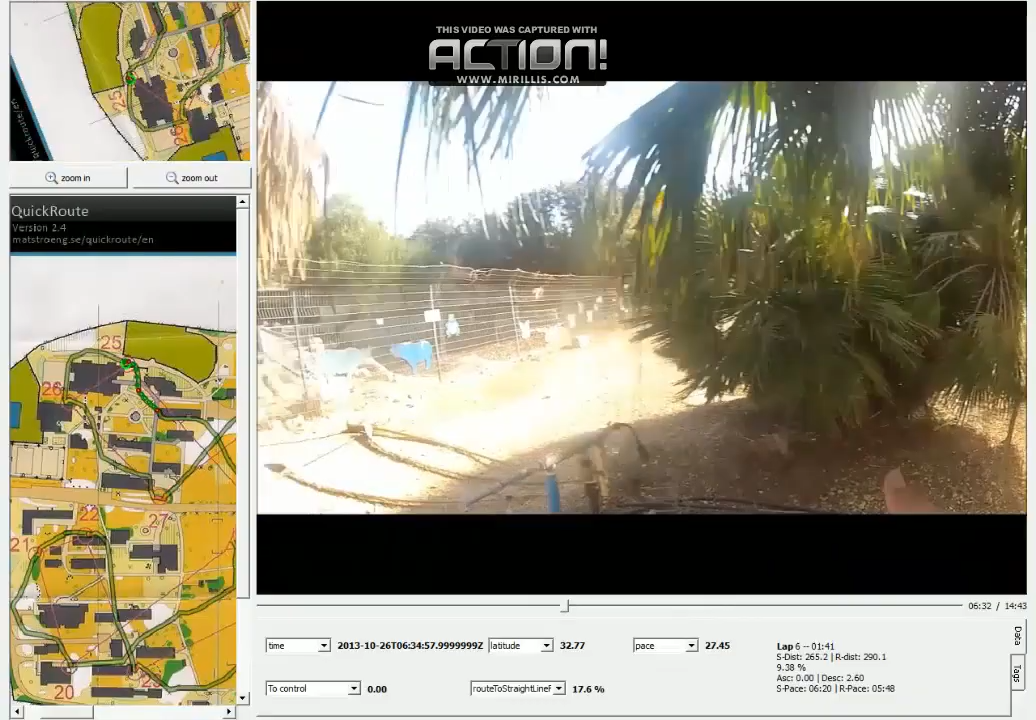 THIS VIDEO WAS CAPTURED WITH
ACTION!
WWW.MIRILLIS.COM
25
zoom in
zoom out
QuickRoute
Version 2.4
matstroeng.se/quickroute/en
25
26
22
27
21
20
06:32 / 14:43
time
2013-10-26T06:34:57.9999999Z
latitude
32.77
pace
27.45
To control
0.00
routeToStraightLineF
17.6 %
Lap 6 -- 01:41
S-Dist: 265.2 | R-dist: 290.1
9.38 %
Asc: 0.00 | Desc: 2.60
S-Pace: 06:20 | R-Pace: 05:48
Data
Tags